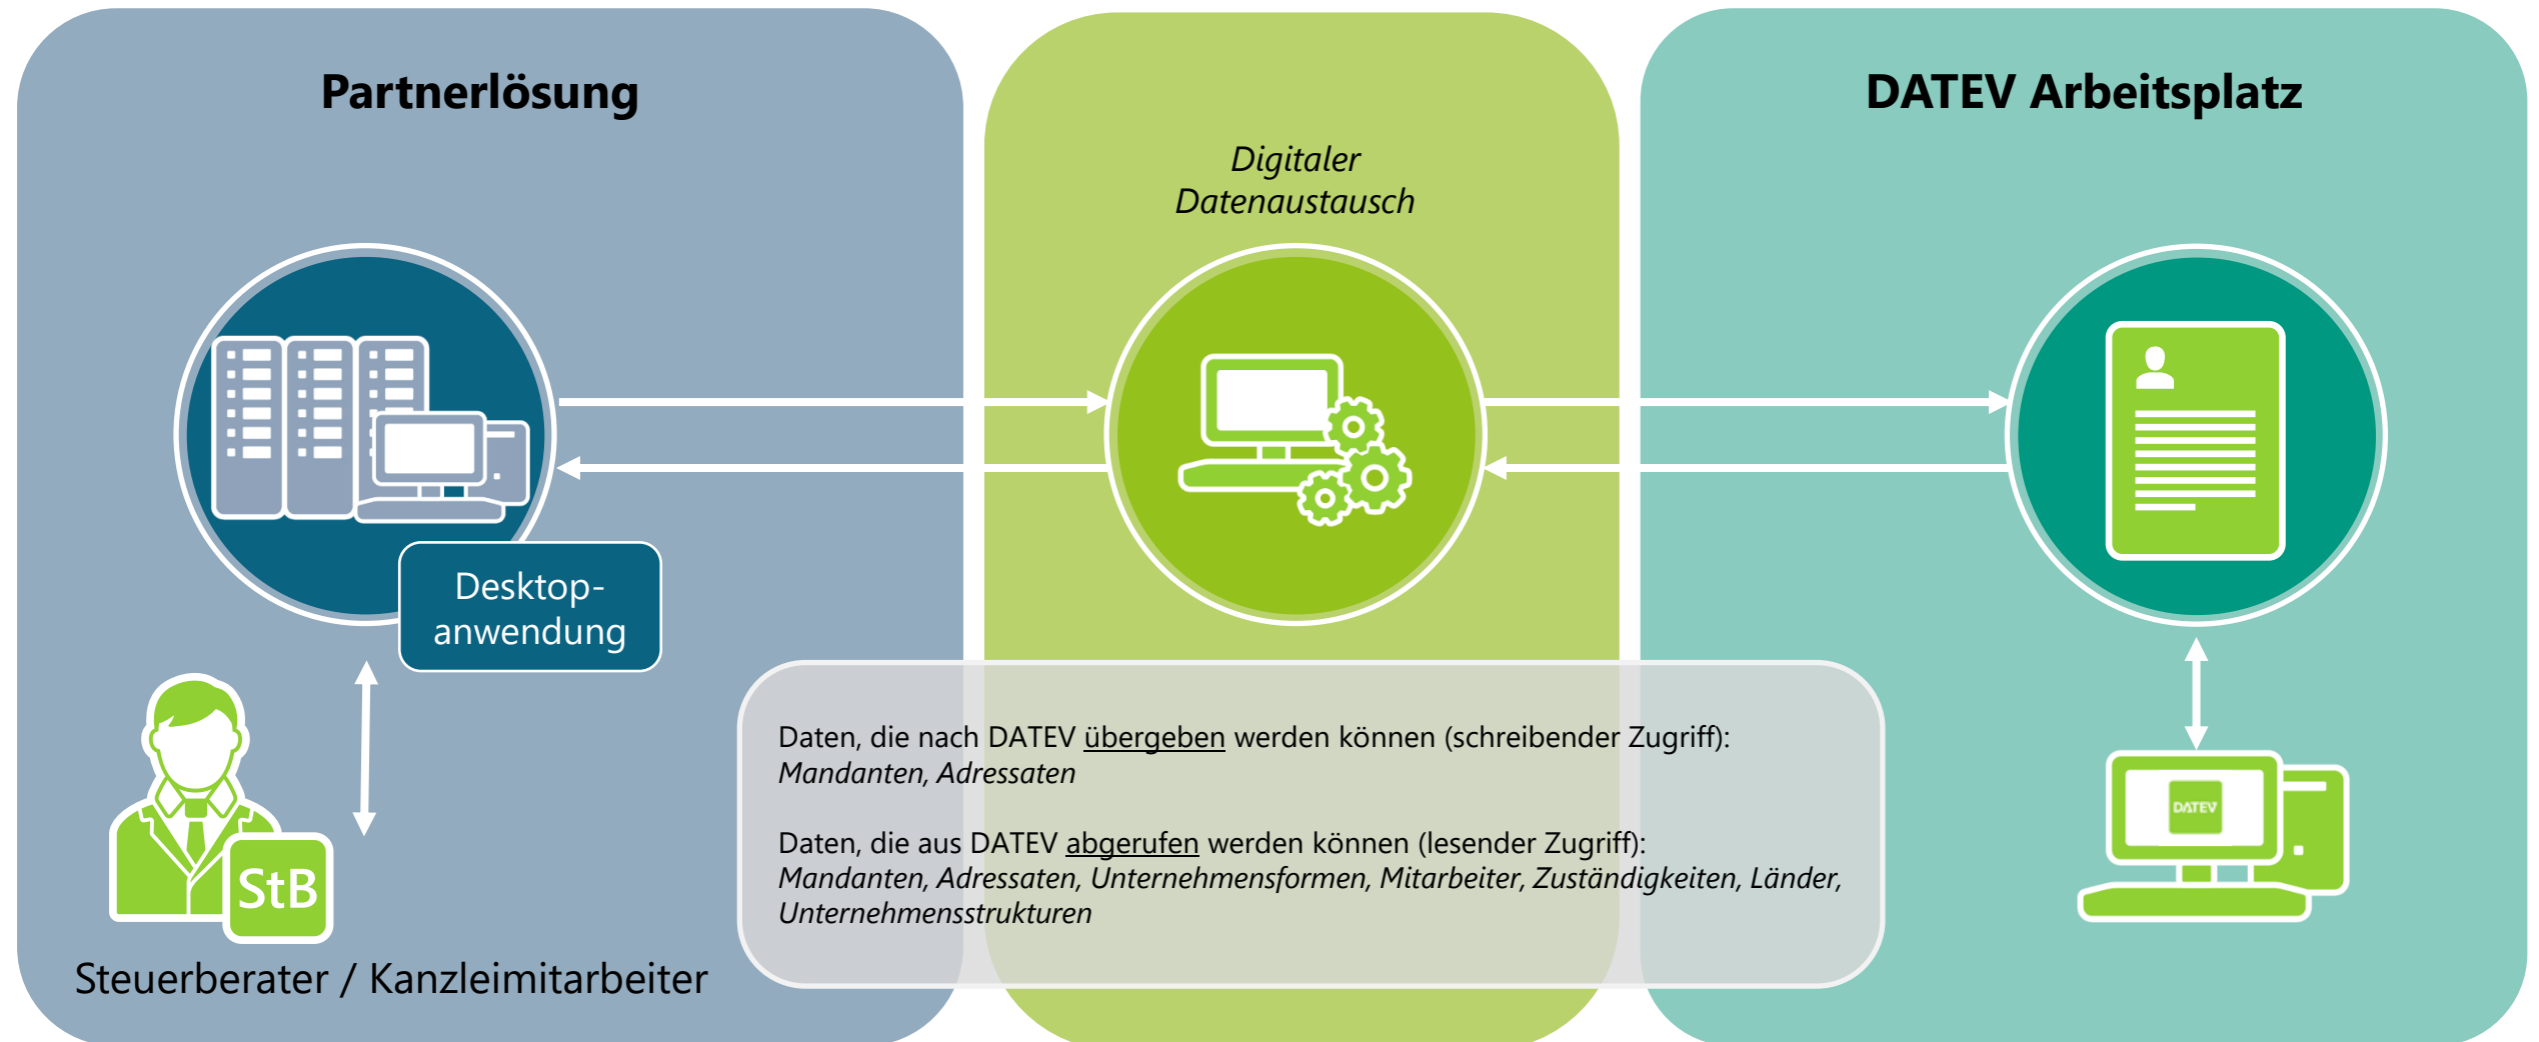 Partnerlösung
Digitaler
Datenaustausch
DATEV Arbeitsplatz
Desktop-
anwendung
StB
Steuerberater / Kanzleimitarbeiter
Daten, die nach DATEV übergeben werden können (schreibender Zugriff):
Mandanten, Adressaten
Daten, die aus DATEV abgerufen werden können (lesender Zugriff):
Mandanten, Adressaten, Unternehmensformen, Mitarbeiter, Zuständigkeiten, Länder,
Unternehmensstrukturen
DATEV